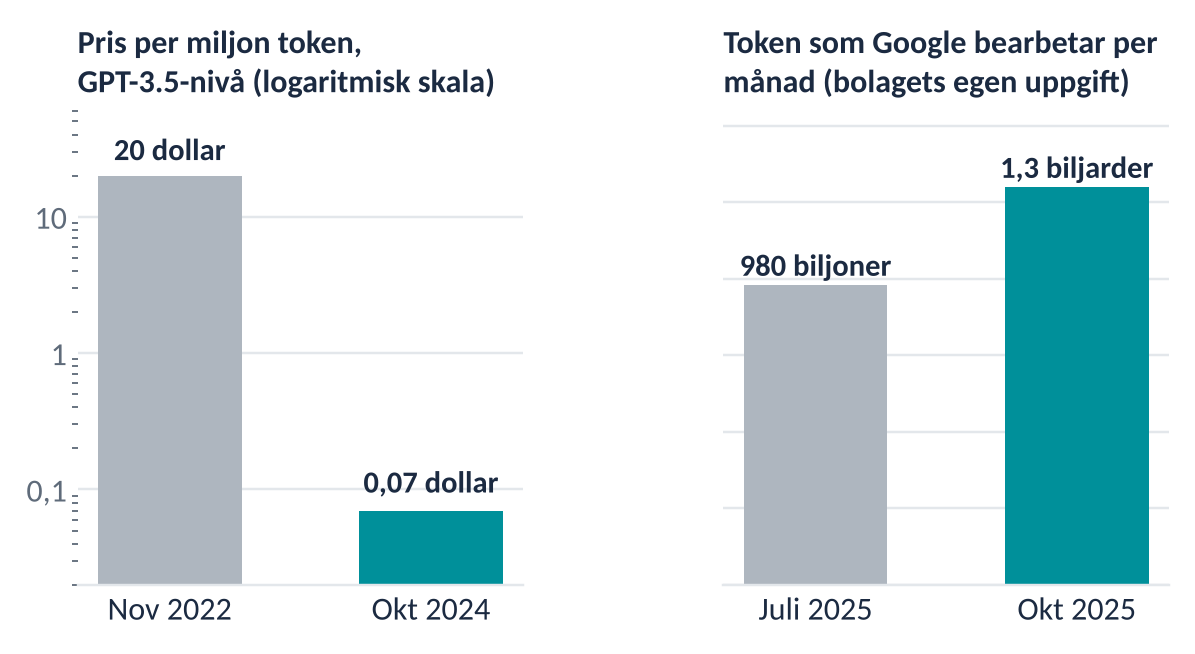 Pris per miljon token,
GPT-3.5-nivå (logaritmisk skala)
20 dollar
10
1
0,1
0,07 dollar
Nov 2022
Okt 2024
Token som Google bearbetar per
månad (bolagets egen uppgift)
1,3 biljarder
980 biljoner
Juli 2025
Okt 2025